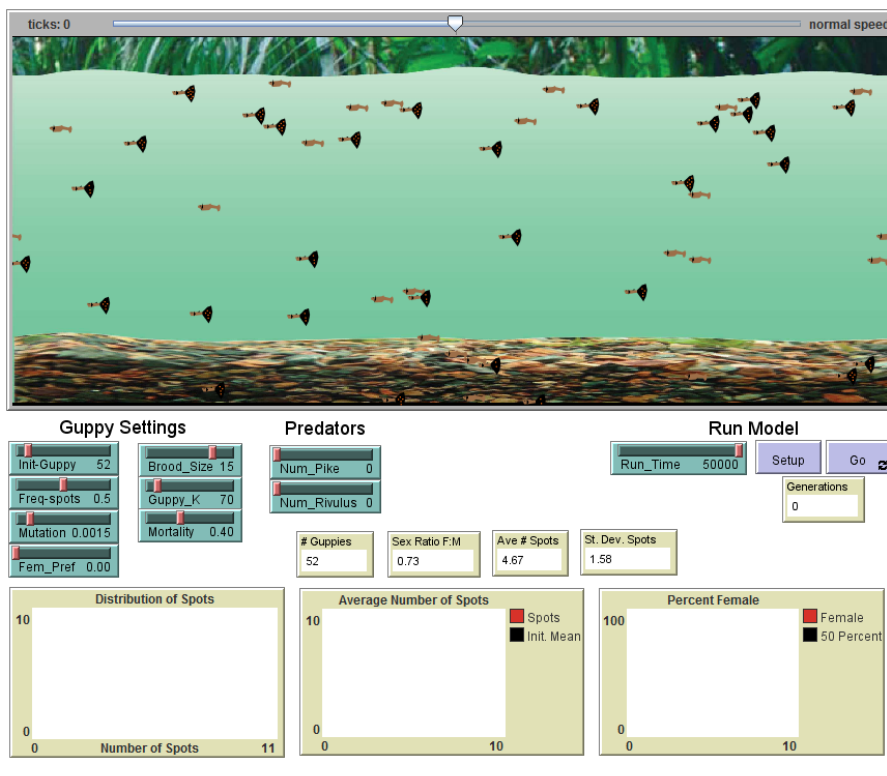 ticks: 0 normal speed
Guppy Settings Predators Run Model
Init-Guppy 52 Brood_Size 15 Num_Pike 0 Run_Time 50000 Setup Go
Freq-spots 0.5 Guppy_K 70 Num_Rivulus 0 Generations
0
Mutation 0.0015 Mortality 0.40
Fem_Pref 0.00
# Guppies Sex Ratio F:M Ave # Spots St. Dev. Spots
52 0.73 4.67 1.58
Distribution of Spots
10
0
0 Number of Spots 11
Average Number of Spots
10
Spots
Init. Mean
0
0 10
Percent Female
100
Female
50 Percent
0
0 10